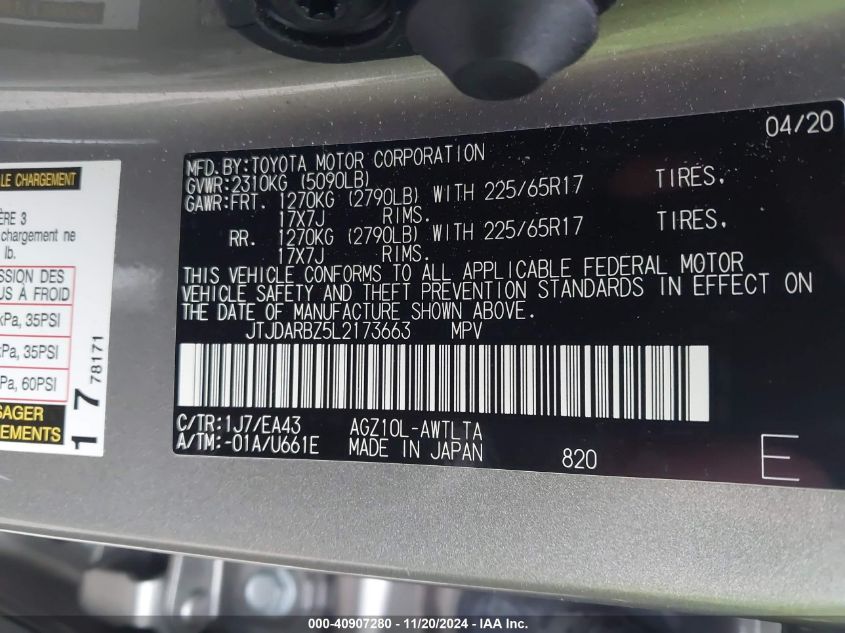 04/20
MFD.BY:TOYOTA MOTOR CORPORATION
GVWR:2310KG (5090LB)
GAWR:FRT. 1270KG (2790LB) WITH 225/65R17 TIRES.
17X7J RIMS.
RR. 1270KG (2790LB) WITH 225/65R17 TIRES.
17X7J RIMS.
THIS VEHICLE CONFORMS TO ALL APPLICABLE FEDERAL MOTOR
VEHICLE SAFETY AND THEFT PREVENTION STANDARDS IN EFFECT ON
THE DATE OF MANUFACTURE SHOWN ABOVE.
JTJDARBZ5L2173663 MPV
C/TR:1J7/EA43 AGZ10L-AWTLTA
A/TM:-01A/U661E MADE IN JAPAN 820 E
LE CHARGEMENT
ÈRE 3
chargement ne
lb.
SSION DES
US À FROID
kPa, 35PSI
kPa, 35PSI
Pa, 60PSI
SAGER
EMENTS
17 78171
000-40907280 - 11/20/2024 - IAA Inc.